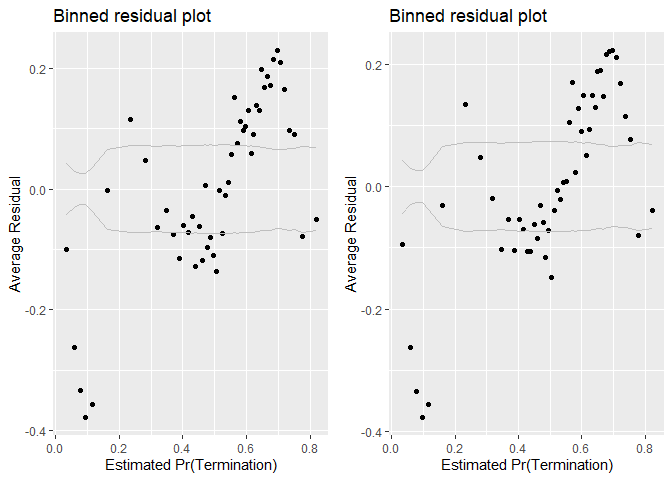 Binned residual plot
Binned residual plot
0.2
0.0
-0.2
-0.4
Average Residual
0.0 0.2 0.4 0.6 0.8
Estimated Pr(Termination)
0.2
0.0
-0.2
-0.4
Average Residual
0.0 0.2 0.4 0.6 0.8
Estimated Pr(Termination)